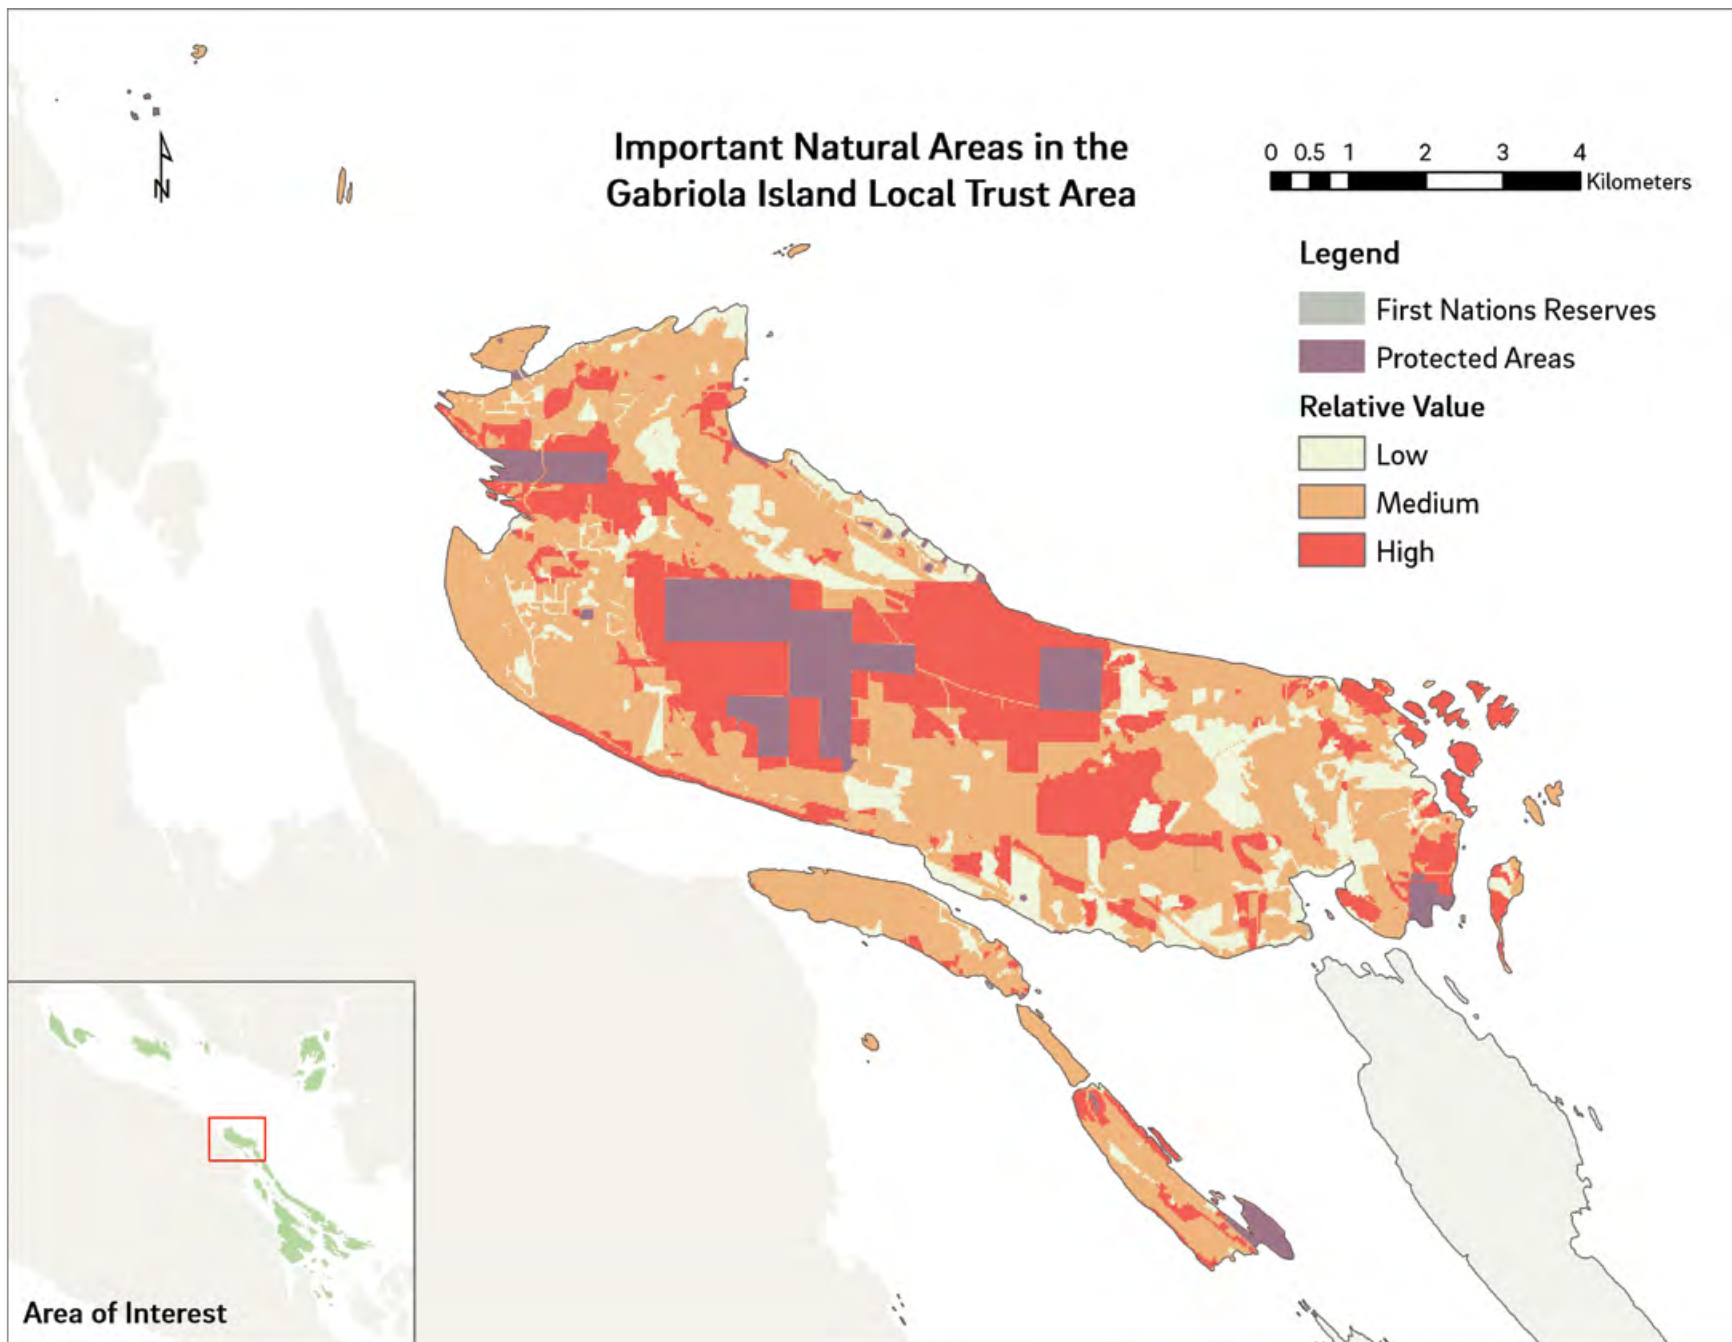 Important Natural Areas in the
Gabriola Island Local Trust Area
0 0.5 1 2 3 4
Kilometers
N
Legend
First Nations Reserves
Protected Areas
Relative Value
Low
Medium
High
Area of Interest